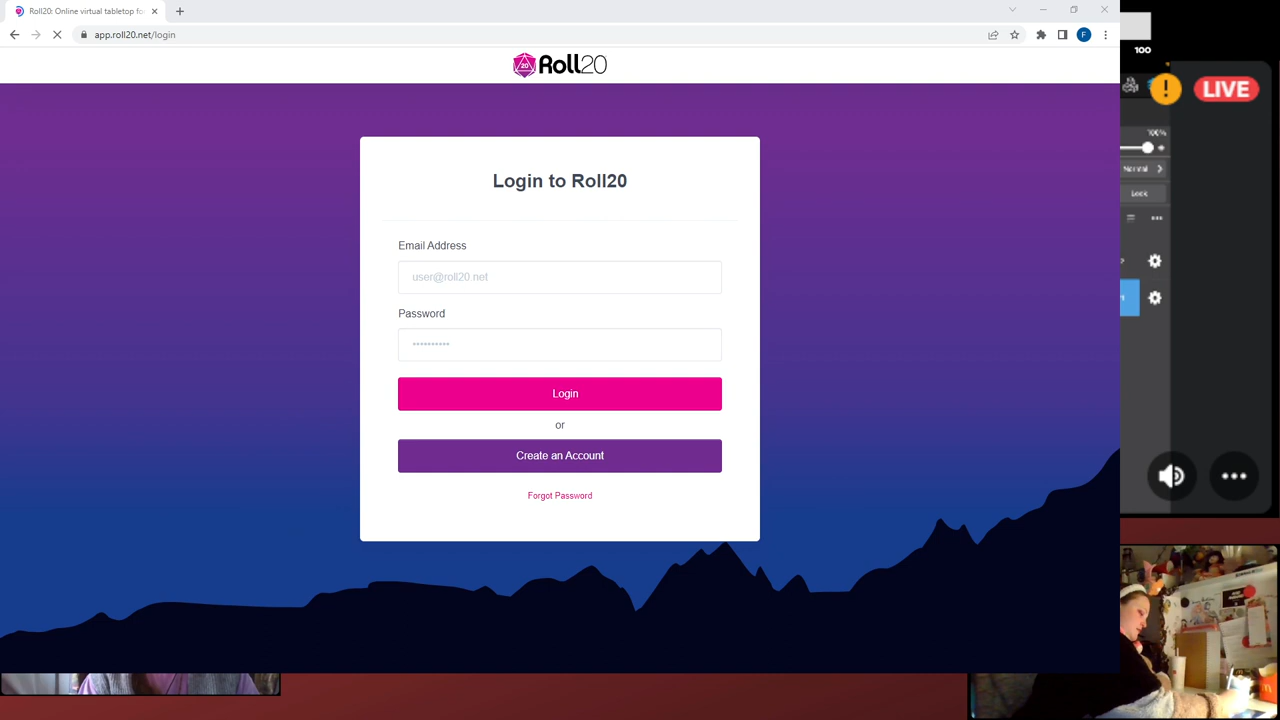 Roll20: Online virtual tabletop fo
app.roll20.net/login
F
Roll20
20
Login to Roll20
Email Address
user@roll20.net
Password
Login
or
Create an Account
Forgot Password
100
LIVE
100%
Normal
Lock